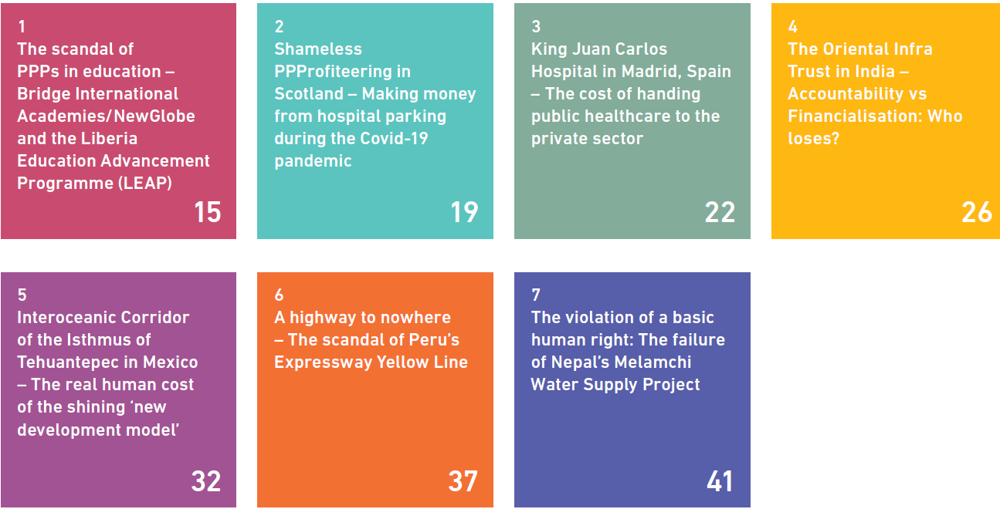 1
The scandal of
PPPs in education –
Bridge International
Academies/NewGlobe
and the Liberia
Education Advancement
Programme (LEAP)
15
2
Shameless
PPProfiteering in
Scotland – Making money
from hospital parking
during the Covid-19
pandemic
19
3
King Juan Carlos
Hospital in Madrid, Spain
– The cost of handing
public healthcare to the
private sector
22
4
The Oriental Infra
Trust in India –
Accountability vs
Financialisation: Who
loses?
26
5
Interoceanic Corridor
of the Isthmus of
Tehuantepec in Mexico
– The real human cost
of the shining ‘new
development model’
32
6
A highway to nowhere
– The scandal of Peru’s
Expressway Yellow Line
37
7
The violation of a basic
human right: The failure
of Nepal’s Melamchi
Water Supply Project
41